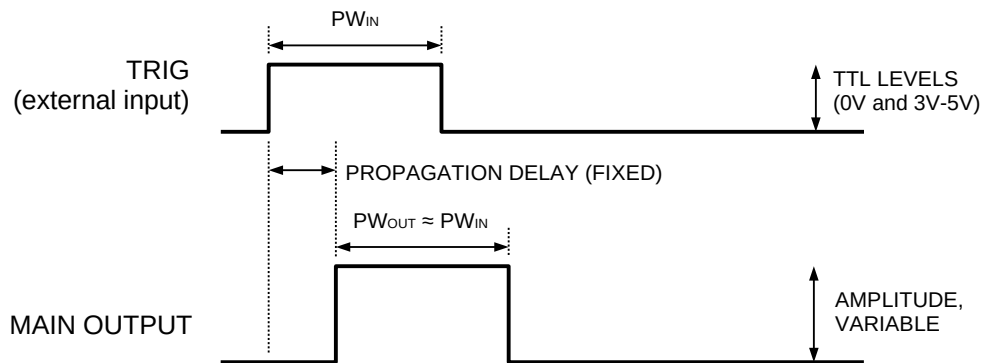 PWIN
TRIG
(external input)
TTL LEVELS
(0V and 3V-5V)
PROPAGATION DELAY (FIXED)
PWOUT ≈ PWIN
MAIN OUTPUT
AMPLITUDE,
VARIABLE